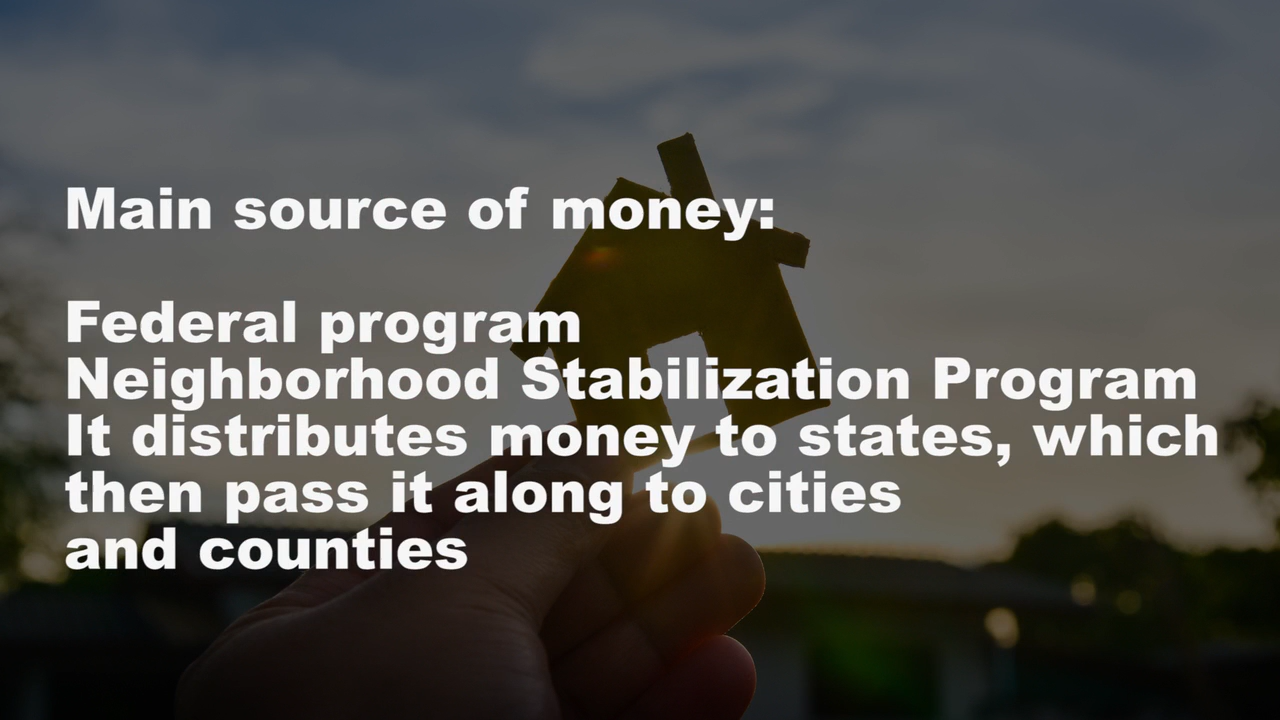 Main source of money:
Federal program
Neighborhood Stabilization Program
It distributes money to states, which
then pass it along to cities
and counties